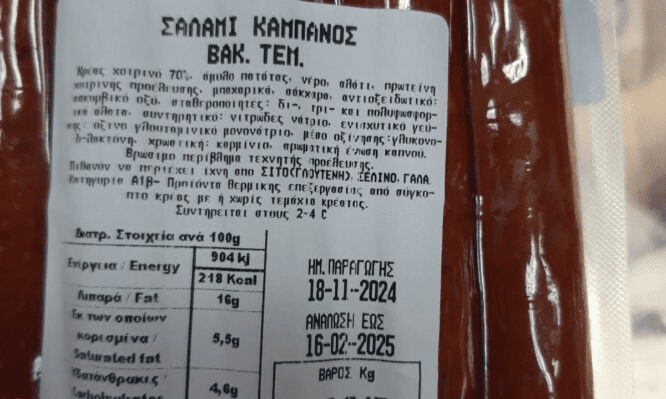 ΣΑΛΑΜΙ ΚΑΜΠΑΝΟΣ
ΒΑΚ. ΤΕΜ.
Κρέας χοιρινό 70%, άμυλο πατάτας, νερό, αλάτι, πρωτεΐνη
χοιρινής προέλευσης, μπαχαρικά, σάκχαρα, αντιοξειδωτικό:
ασκορβικό οξύ, σταθεροποιητές: δι-, τρι- και πολυφωσφορ-
ικά άλατα, συντηρητικό: νιτρώδες νάτριο, ενισχυτικό γεύ-
σης: όξινο γλουταμινικό μονονάτριο, μέσο οξίνησης:γλυκονο-
δ-λακτόνη, χρωστική: καρμίνιο, αρωματική ένωση καπνού.
Βρώσιμο περίβλημα τεχνητής προέλευσης.
Πιθανόν να περιέχει ίχνη από ΣΙΤΟ(ΓΛΟΥΤΕΝΗ), ΣΕΛΙΝΟ, ΓΑΛΑ.
Κατηγορία Α1β- Προϊόντα θερμικής επεξεργασίας από σύγκο-
πτο κρέας με ή χωρίς τεμάχια κρέατος.
Συντηρείται στους 2-4 C
Διατρ. Στοιχεία ανά 100g
Ενέργεια / Energy 904 kj
218 Kcal
Λιπαρά / Fat 16g
Εκ των οποίων
κορεσμένα / 5,5g
Saturated fat
Υδατάνθρακες 4,6g
ΗΜ. ΠΑΡΑΓΩΓΗΣ
18-11-2024
ΑΝΑΛΩΣΗ ΕΩΣ
16-02-2025
ΒΑΡΟΣ Kg